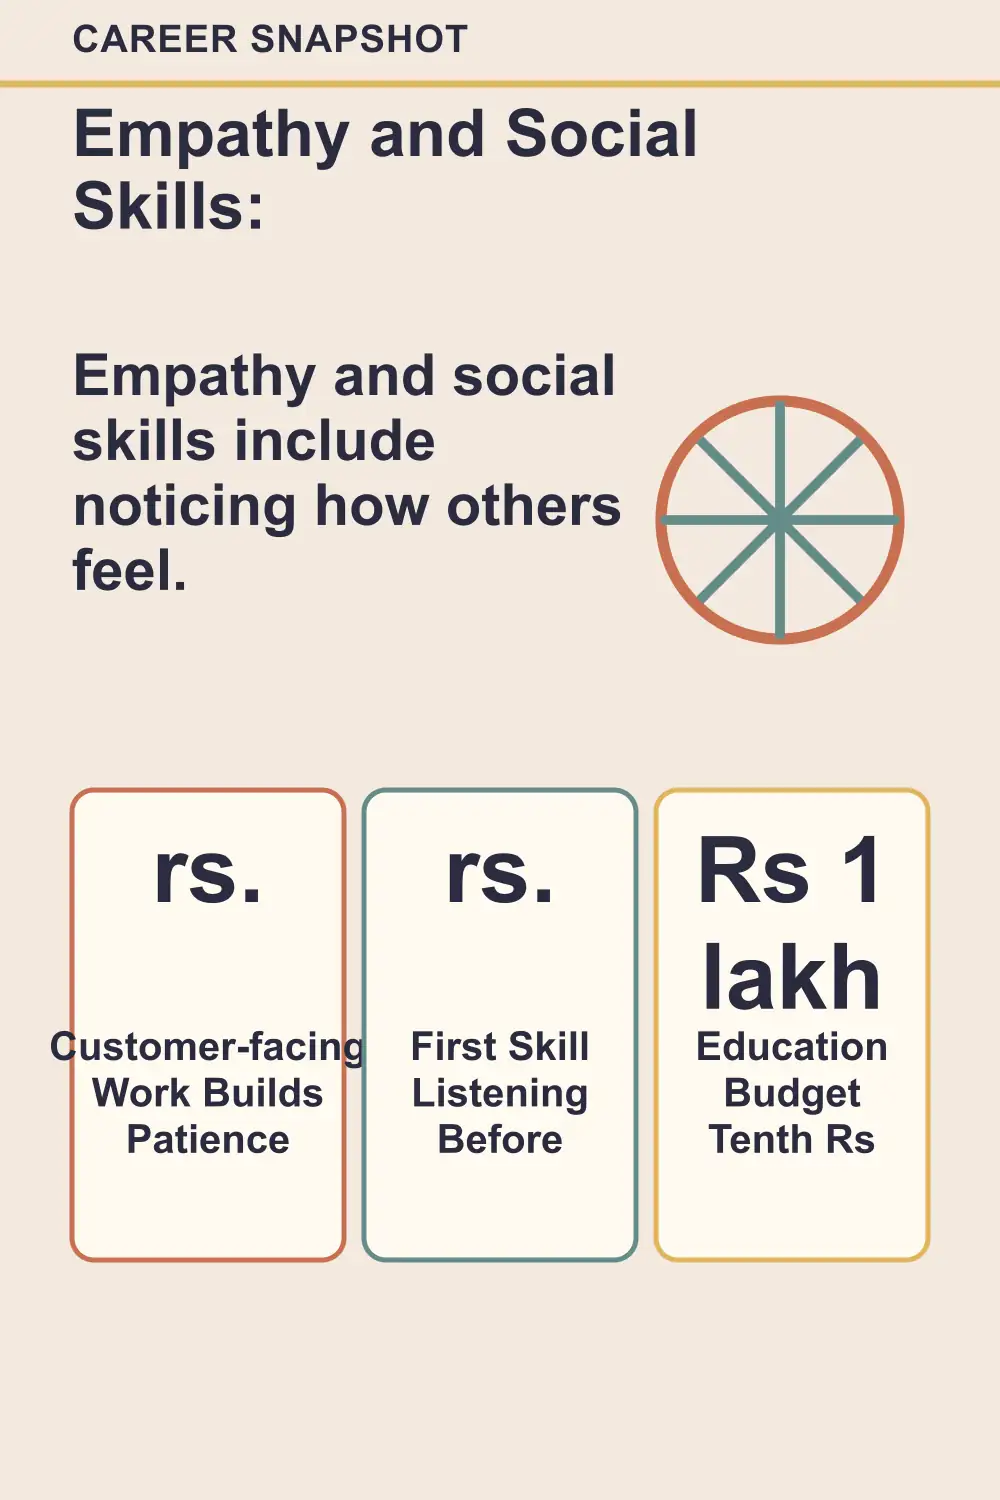 CAREER SNAPSHOT
Empathy and Social
Skills:
Empathy and social
skills include
noticing how others
feel.
rs.
Customer-facing
Work Builds
Patience
rs.
First Skill
Listening
Before
Rs 1
lakh
Education
Budget
Tenth Rs